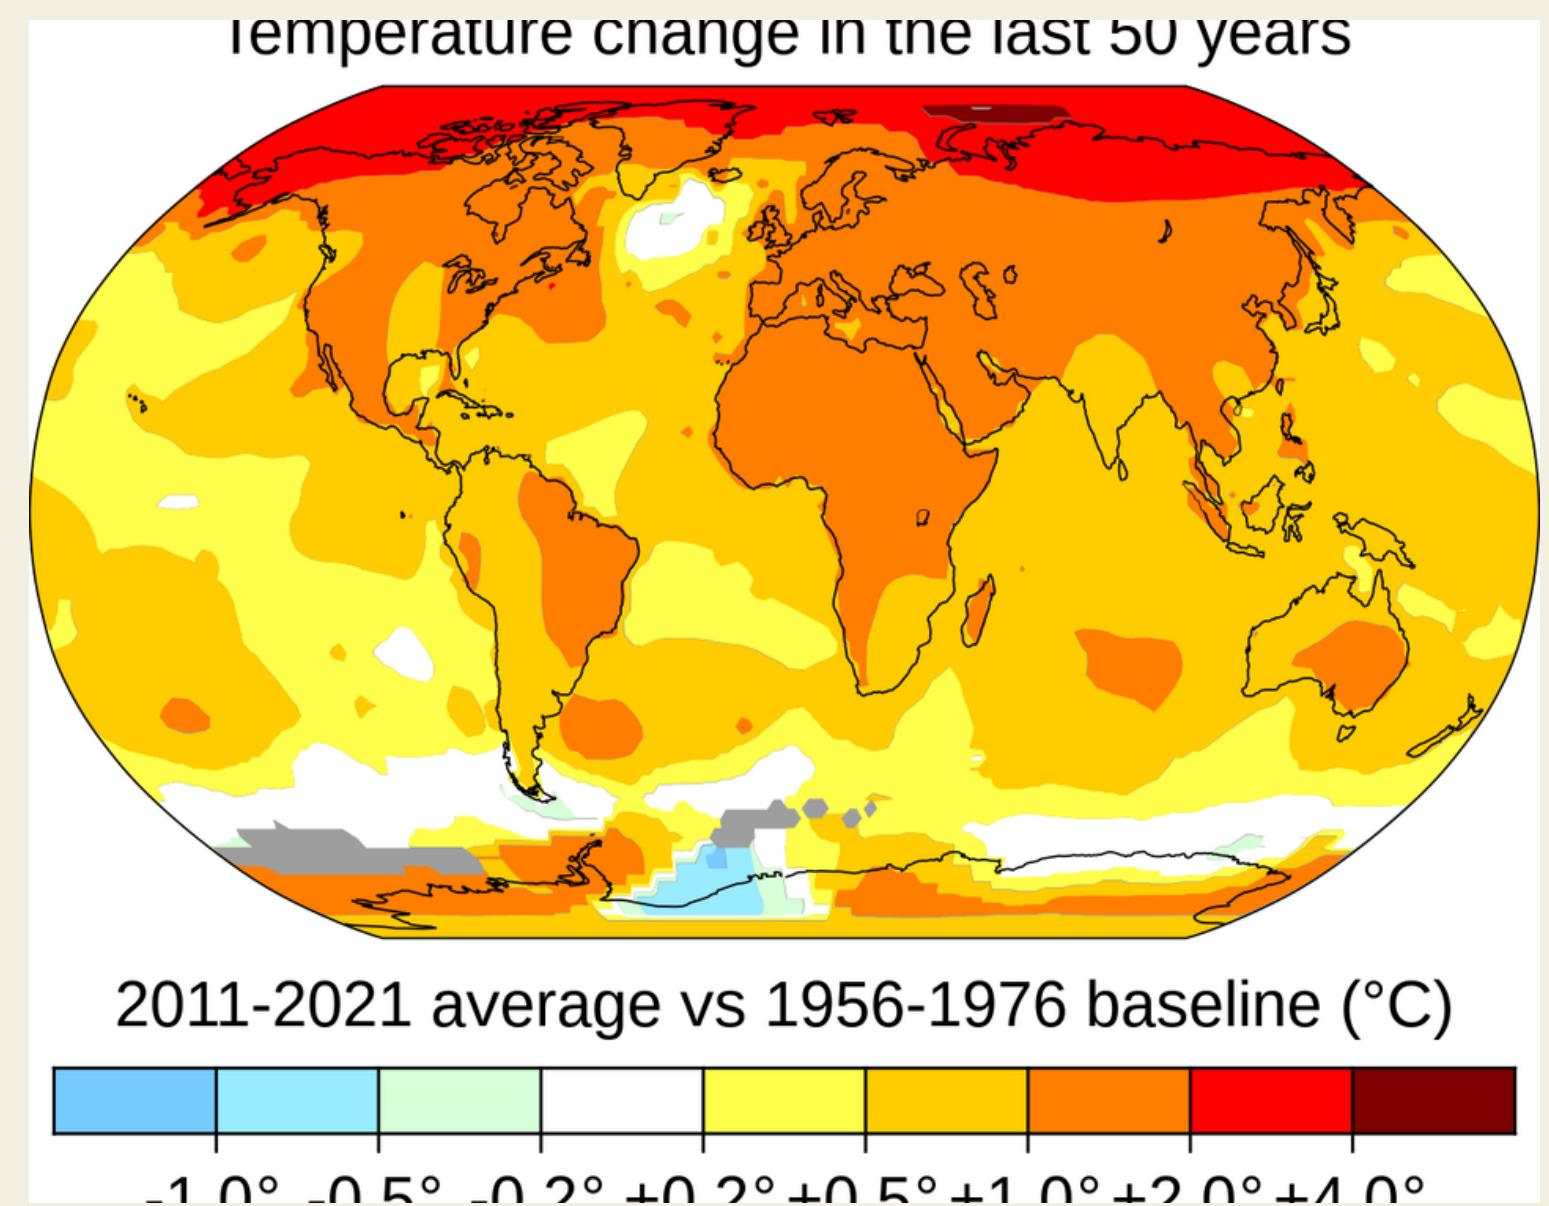 Temperature change in the last 50 years
2011-2021 average vs 1956-1976 baseline (°C)
-1.0° -0.5° -0.2° +0.2° +0.5° +1.0° +2.0° +4.0°